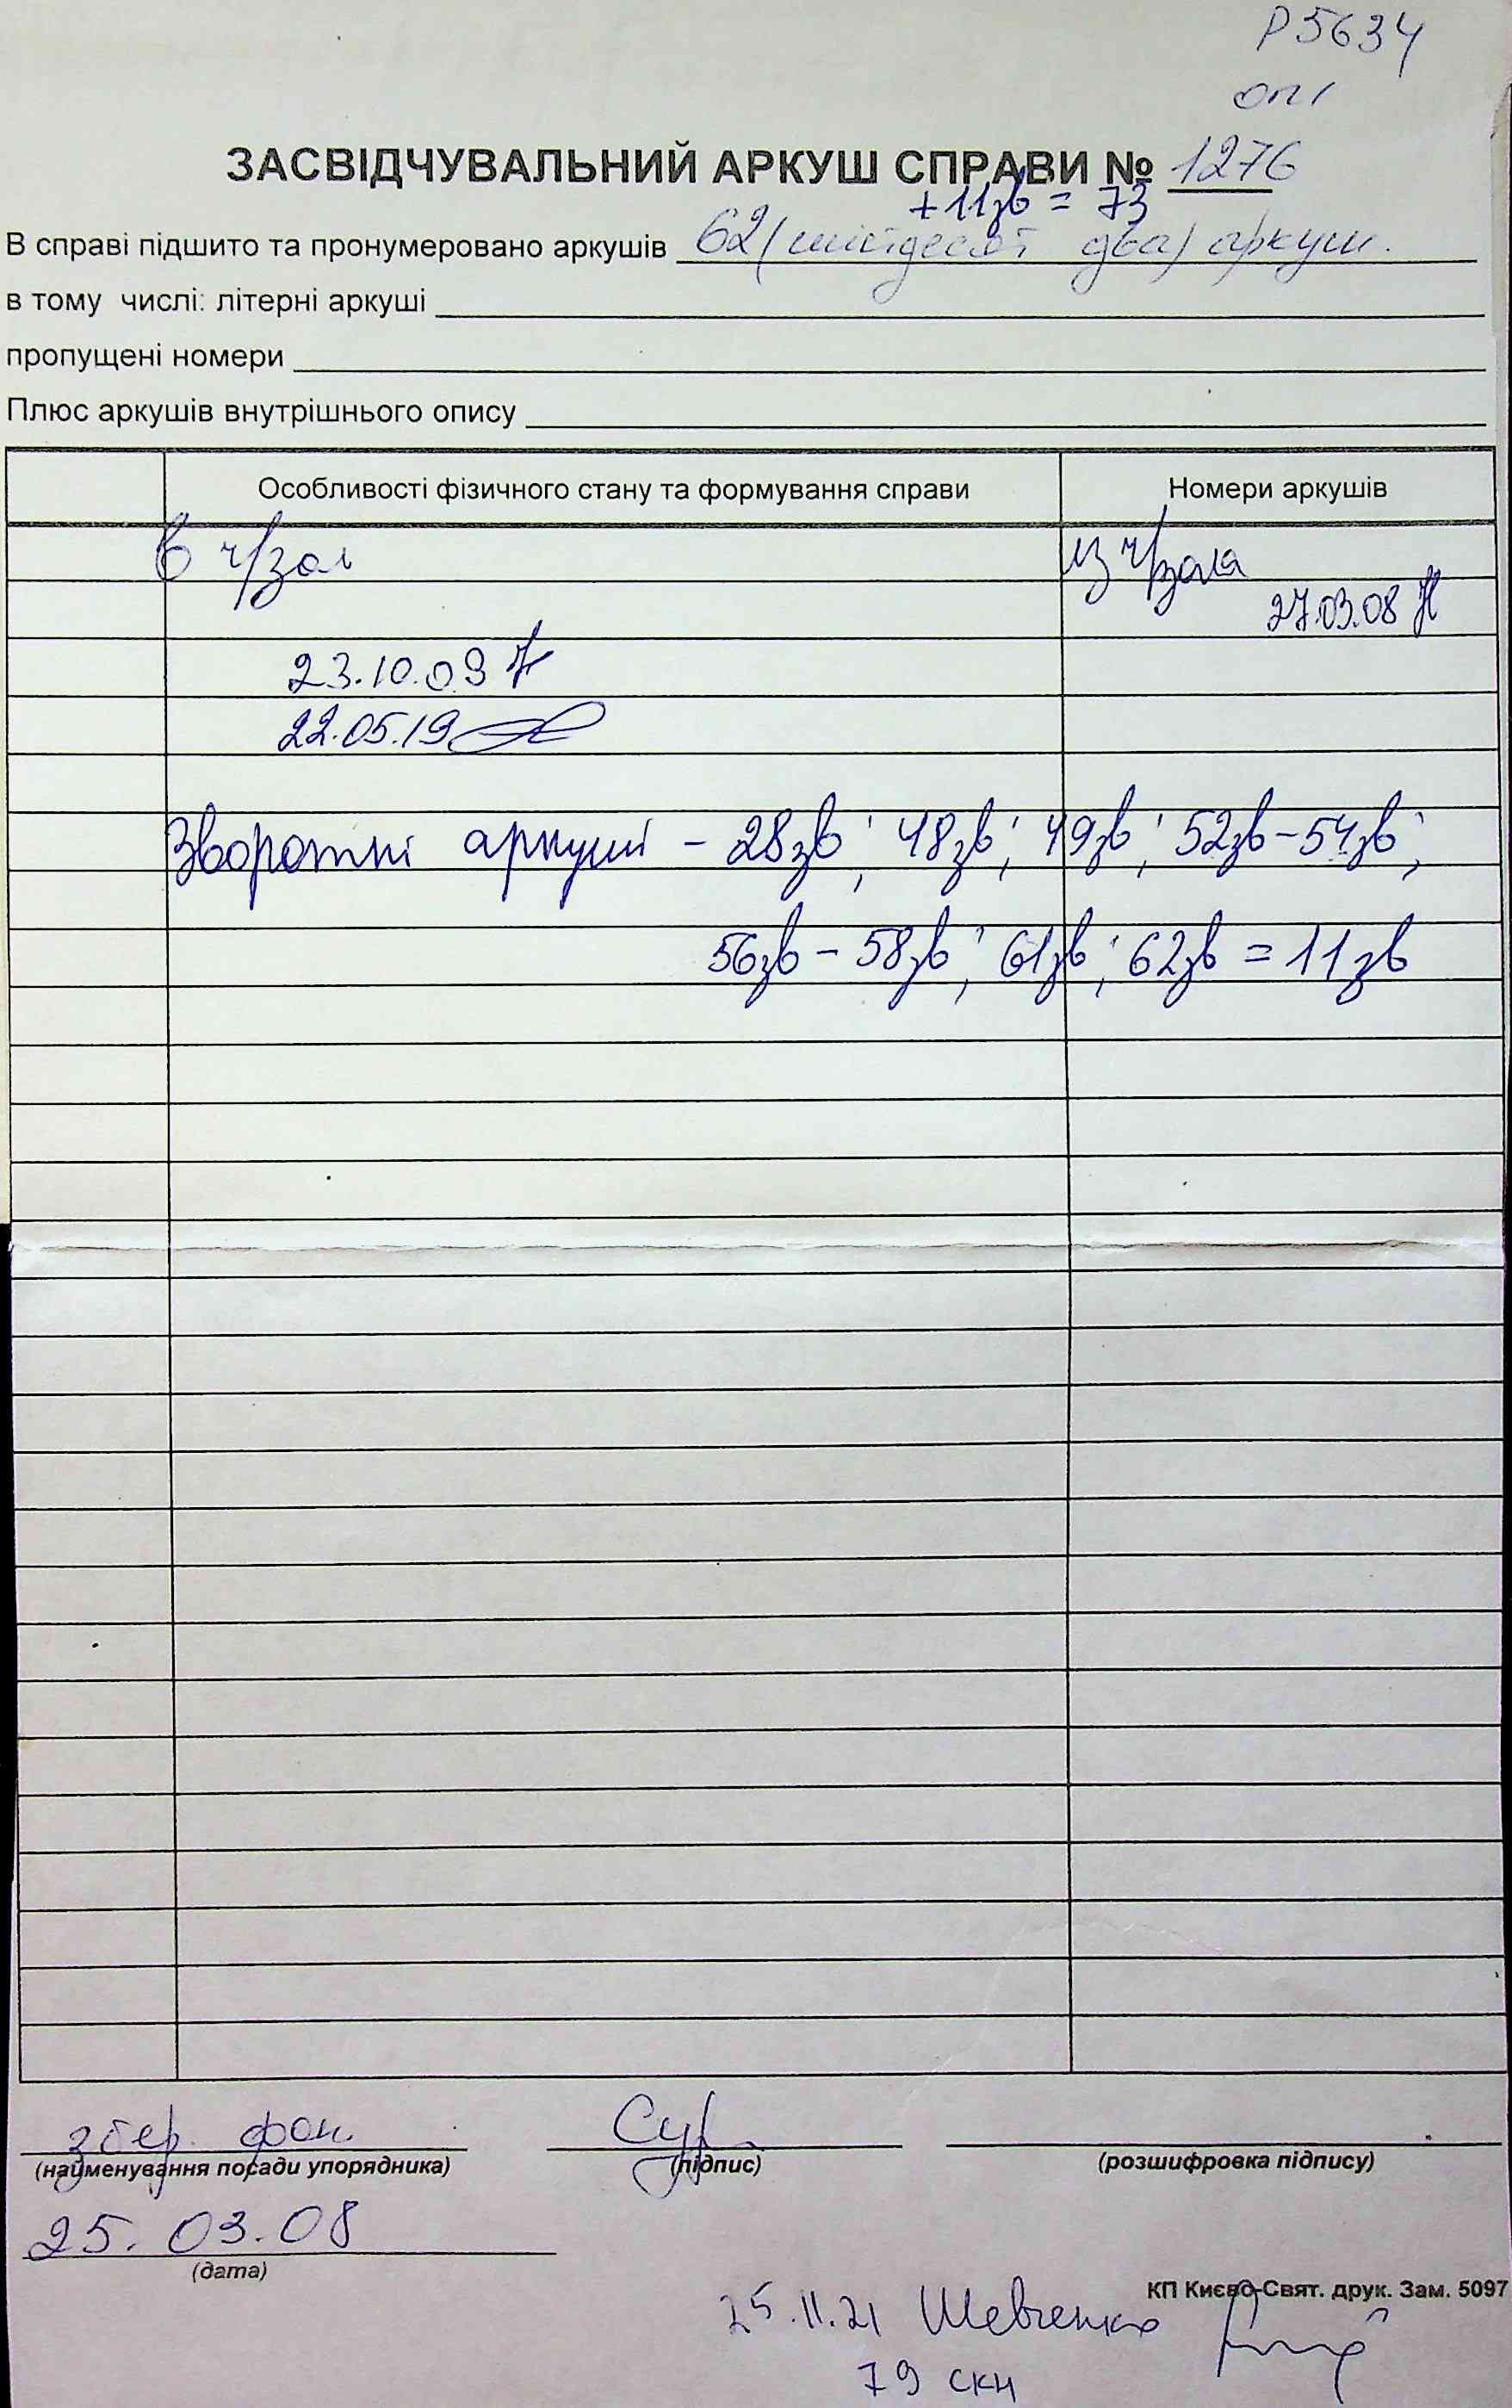 Р5634
оп1
ЗАСВІДЧУВАЛЬНИЙ АРКУШ СПРАВИ № 1276
+11зв = 73
В справі підшито та пронумеровано аркушів 62 (шістдесят два) аркуш.
в тому числі: літерні аркуші
пропущені номери
Плюс аркушів внутрішнього опису
Особливості фізичного стану та формування справи Номери аркушів
в ч/зал из ч/зала
27.03.08
23.10.09
22.05.19
Зворотні аркуші - 28зв; 48зв; 49зв; 52зв-54зв;
56зв - 58зв; 61зв; 62зв = 11зв
збер. фон. Сур
(найменування посади упорядника) (підпис) (розшифровка підпису)
25. 03. 08
(дата)
КП Києво-Свят. друк. Зам. 5097
25.11.21 Шевченко
79 скн